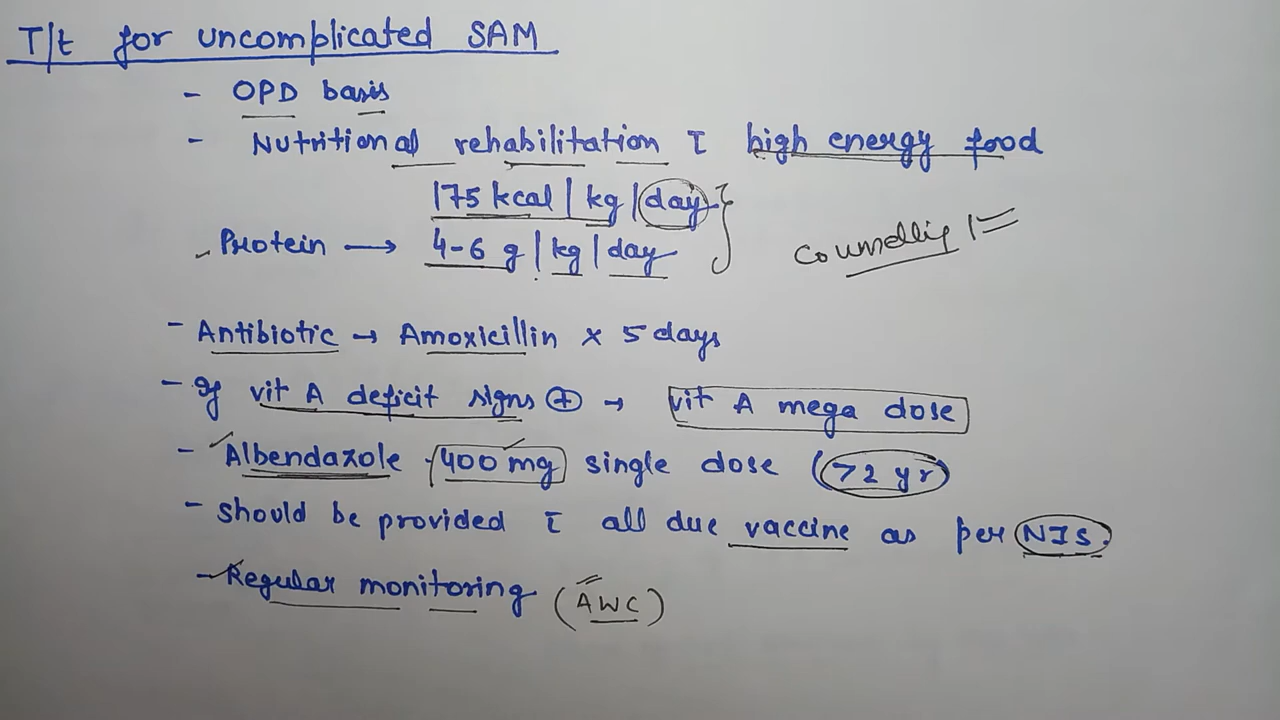 T/t for uncomplicated SAM
- OPD basis
- Nutritional rehabilitation c̄ high energy food
175 kcal | kg | day
Protein → 4-6 g | kg | day
Counselling
- Antibiotic → Amoxicillin × 5 days
- If vit A deficit signs ⊕ → vit A mega dose
- Albendazole 400 mg single dose (>2 yr)
- should be provided c̄ all due vaccine as per NIS.
- Regular monitoring (AWC)